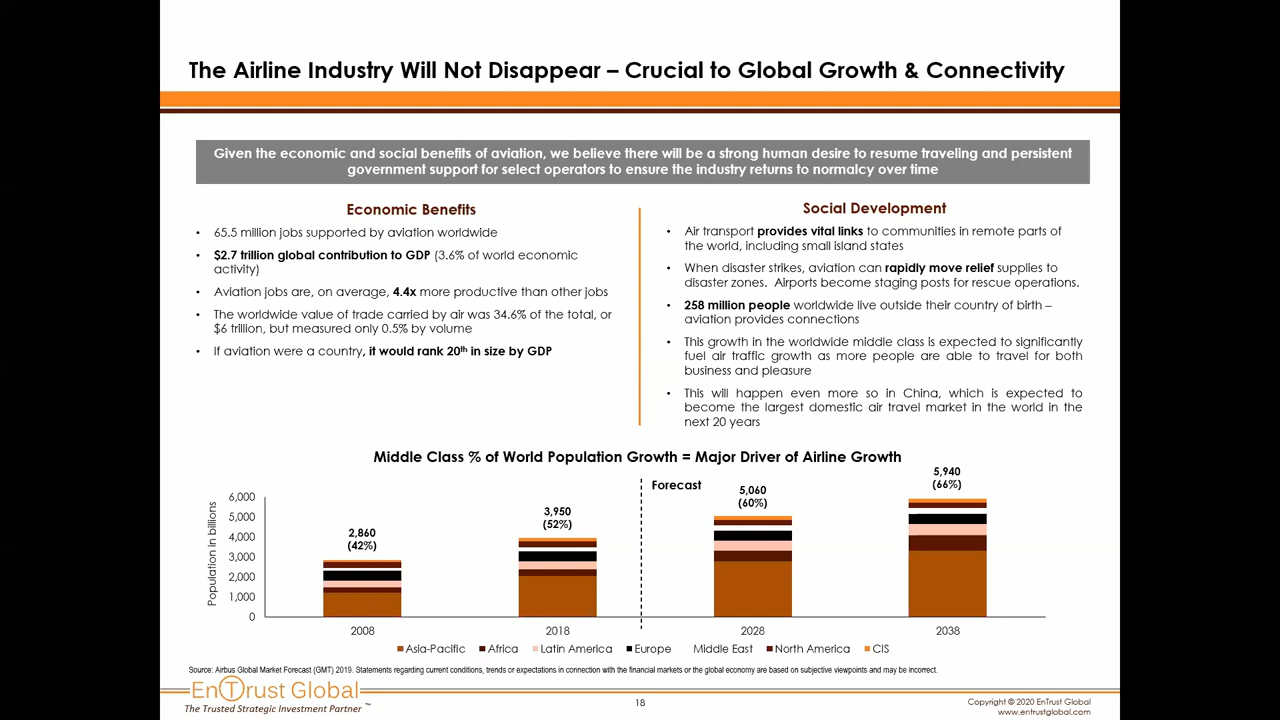 The Airline Industry Will Not Disappear – Crucial to Global Growth & Connectivity
Given the economic and social benefits of aviation, we believe there will be a strong human desire to resume traveling and persistent
government support for select operators to ensure the industry returns to normalcy over time
Economic Benefits
• 65.5 million jobs supported by aviation worldwide
• $2.7 trillion global contribution to GDP (3.6% of world economic
activity)
• Aviation jobs are, on average, 4.4x more productive than other jobs
• The worldwide value of trade carried by air was 34.6% of the total, or
$6 trillion, but measured only 0.5% by volume
• If aviation were a country, it would rank 20th in size by GDP
Social Development
• Air transport provides vital links to communities in remote parts of
the world, including small island states
• When disaster strikes, aviation can rapidly move relief supplies to
disaster zones. Airports become staging posts for rescue operations.
• 258 million people worldwide live outside their country of birth –
aviation provides connections
• This growth in the worldwide middle class is expected to significantly
fuel air traffic growth as more people are able to travel for both
business and pleasure
• This will happen even more so in China, which is expected to
become the largest domestic air travel market in the world in the
next 20 years
Middle Class % of World Population Growth = Major Driver of Airline Growth
Population in billions
6,000
5,000
4,000
3,000
2,000
1,000
0
2,860
(42%)
3,950
(52%)
Forecast
5,060
(60%)
5,940
(66%)
2008 2018 2028 2038
Asia-Pacific Africa Latin America Europe Middle East North America CIS
Source: Airbus Global Market Forecast (GMT) 2019. Statements regarding current conditions, trends or expectations in connection with the financial markets or the global economy are based on subjective viewpoints and may be incorrect.
EnTrust Global
The Trusted Strategic Investment Partner ™
18
Copyright © 2020 EnTrust Global
www.entrustglobal.com